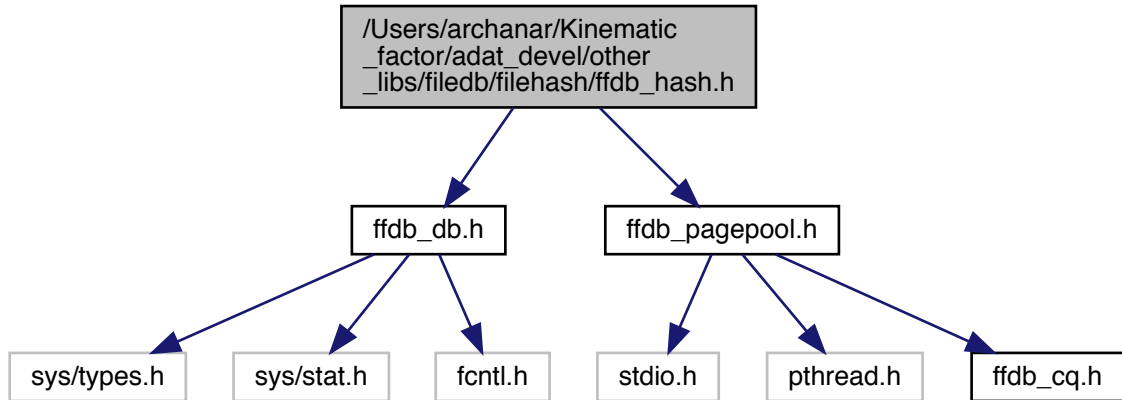 /Users/archanar/Kinematic
_factor/adat_devel/other
_libs/filedb/filehash/ffdb_hash.h
ffdb_db.h
ffdb_pagepool.h
sys/types.h
sys/stat.h
fcntl.h
stdio.h
pthread.h
ffdb_cq.h